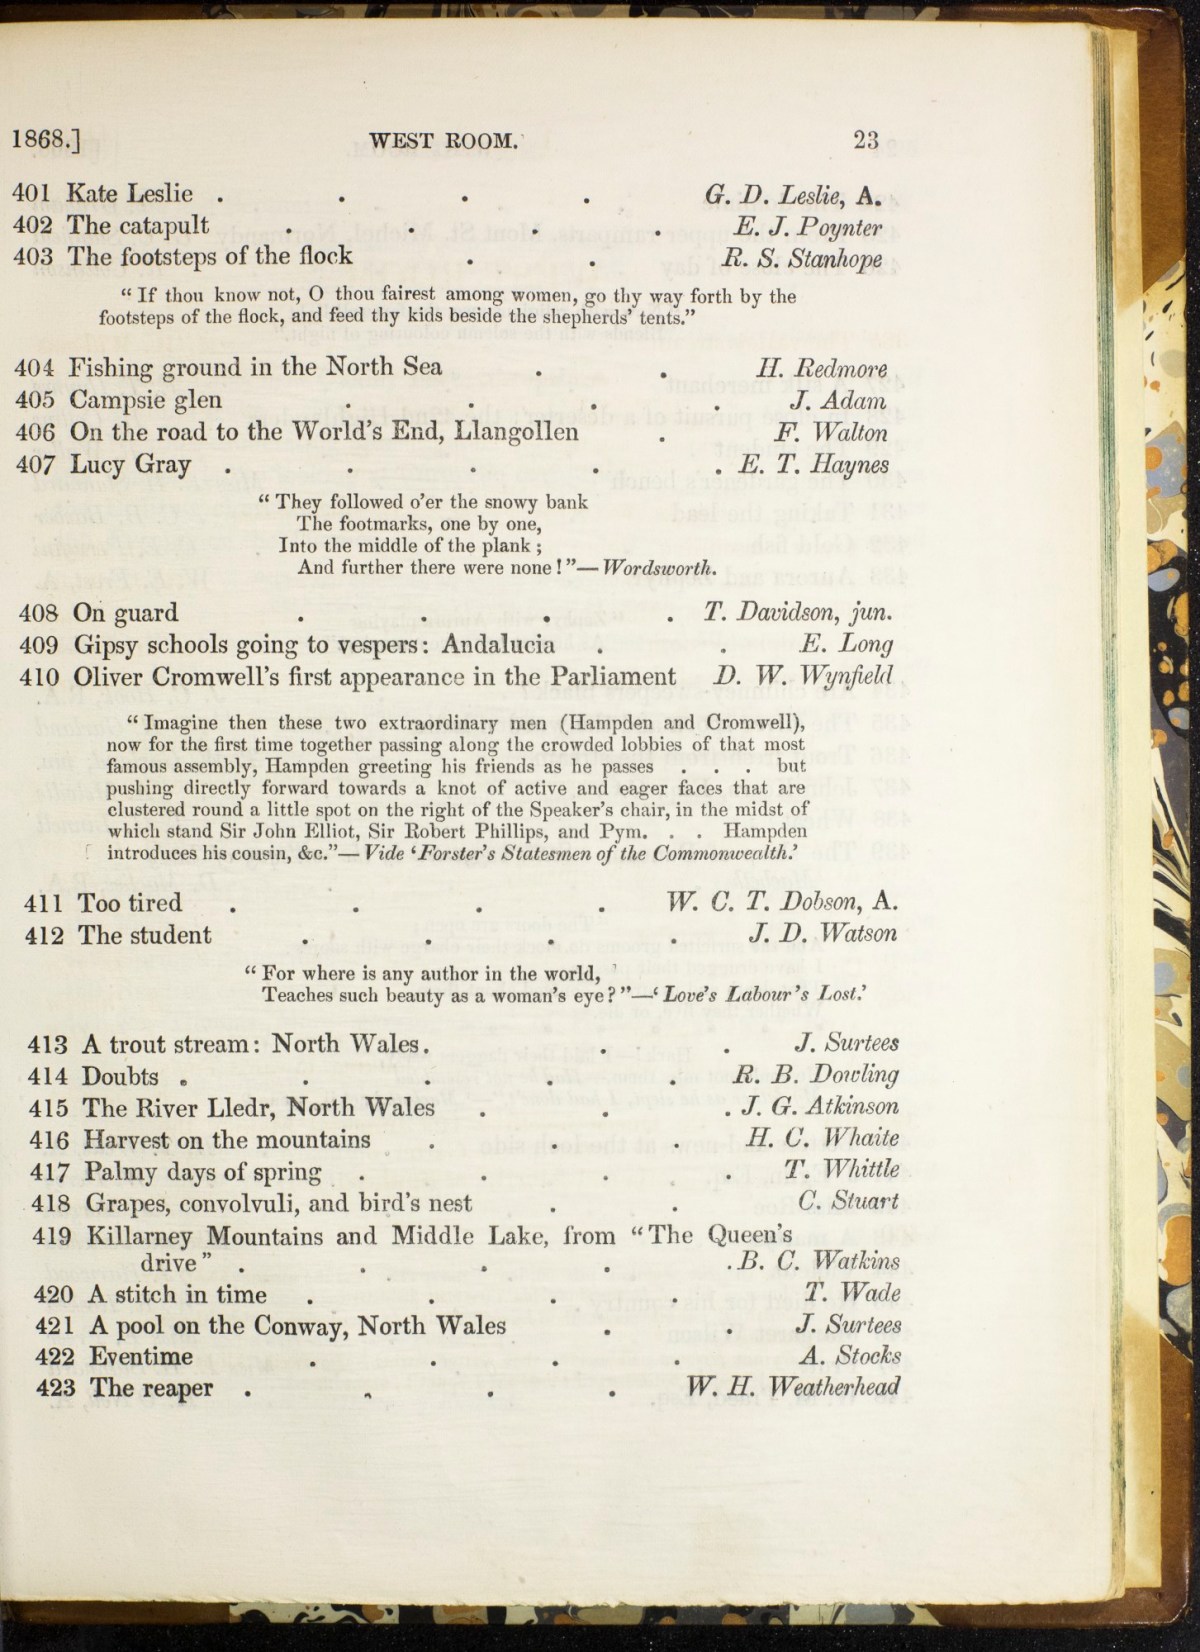 1868.] WEST ROOM. 23
401 Kate Leslie . . . . G. D. Leslie, A.
402 The catapult . . . . E. J. Poynter
403 The footsteps of the flock . . R. S. Stanhope
“ If thou know not, O thou fairest among women, go thy way forth by the
footsteps of the flock, and feed thy kids beside the shepherds’ tents.”
404 Fishing ground in the North Sea . . H. Redmore
405 Campsie glen . . . . J. Adam
406 On the road to the World’s End, Llangollen . F. Walton
407 Lucy Gray . . . . . E. T. Haynes
“ They followed o’er the snowy bank
The footmarks, one by one,
Into the middle of the plank ;
And further there were none ! ”— Wordsworth.
408 On guard . . . . T. Davidson, jun.
409 Gipsy schools going to vespers : Andalucia . . E. Long
410 Oliver Cromwell’s first appearance in the Parliament D. W. Wynfield
“ Imagine then these two extraordinary men (Hampden and Cromwell),
now for the first time together passing along the crowded lobbies of that most
famous assembly, Hampden greeting his friends as he passes . . . but
pushing directly forward towards a knot of active and eager faces that are
clustered round a little spot on the right of the Speaker’s chair, in the midst of
which stand Sir John Elliot, Sir Robert Phillips, and Pym. . . Hampden
introduces his cousin, &c.”— Vide ‘Forster’s Statesmen of the Commonwealth.’
411 Too tired . . . . W. C. T. Dobson, A.
412 The student . . . . J. D. Watson
“ For where is any author in the world,
Teaches such beauty as a woman’s eye ? ”—‘ Love’s Labour’s Lost.’
413 A trout stream : North Wales . . . J. Surtees
414 Doubts . . . . . R. B. Dowling
415 The River Lledr, North Wales . . . J. G. Atkinson
416 Harvest on the mountains . . . H. C. Whaite
417 Palmy days of spring . . . . T. Whittle
418 Grapes, convolvuli, and bird’s nest . . C. Stuart
419 Killarney Mountains and Middle Lake, from “ The Queen’s
drive ” . . . . . B. C. Watkins
420 A stitch in time . . . . T. Wade
421 A pool on the Conway, North Wales . . J. Surtees
422 Eventime . . . . A. Stocks
423 The reaper . . . . W. H. Weatherhead